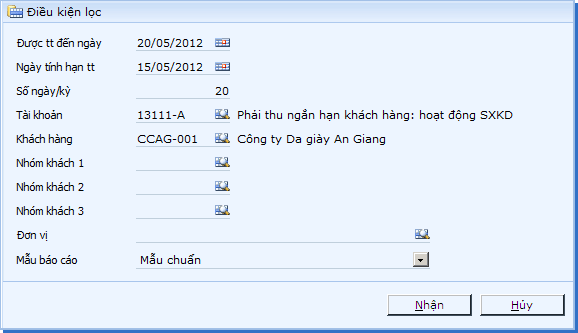 Điều kiện lọc
Được tt đến ngày 20/05/2012
Ngày tính hạn tt 15/05/2012
Số ngày/kỳ 20
Tài khoản 13111-A Phải thu ngắn hạn khách hàng: hoạt động SXKD
Khách hàng CCAG-001 Công ty Da giày An Giang
Nhóm khách 1
Nhóm khách 2
Nhóm khách 3
Đơn vị
Mẫu báo cáo Mẫu chuẩn
Nhận Hủy